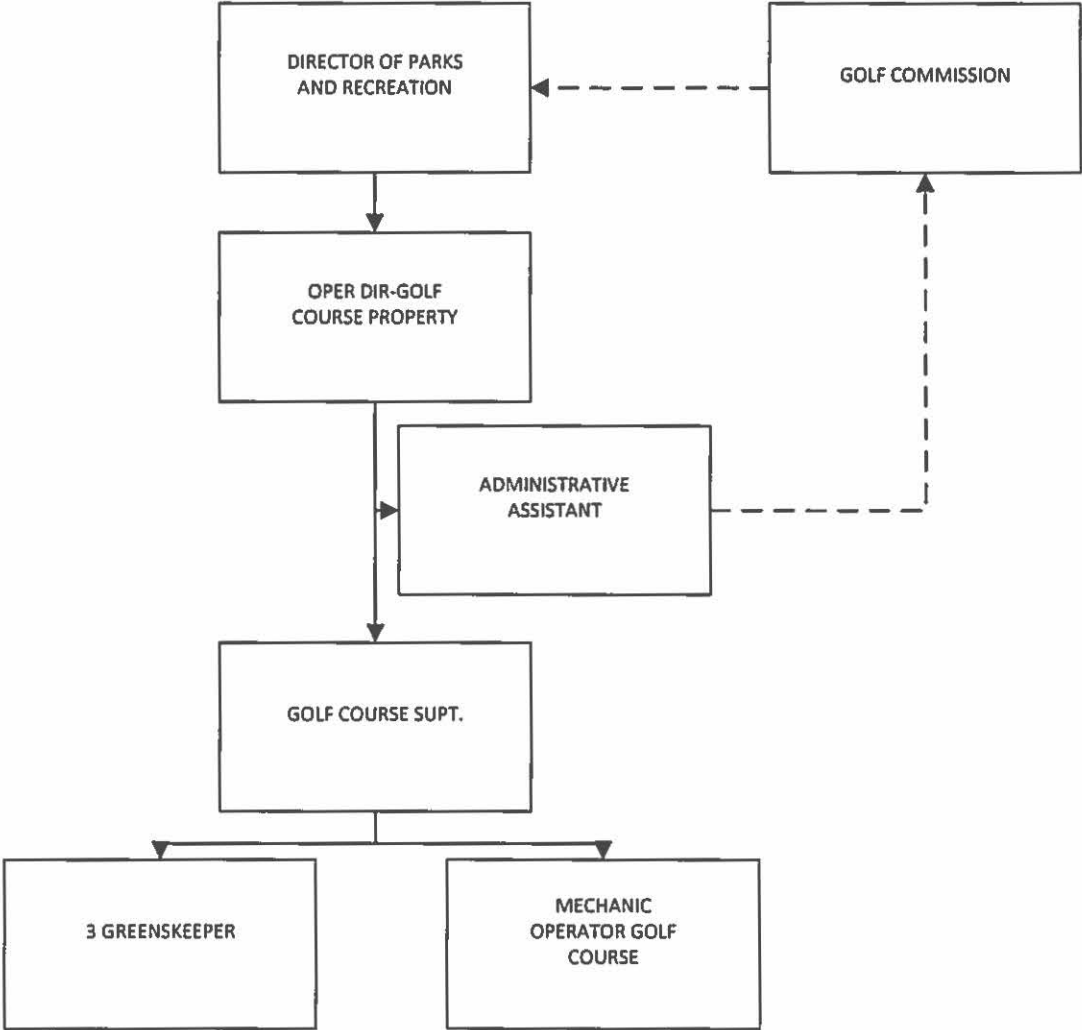 DIRECTOR OF PARKS
AND RECREATION
GOLF COMMISSION
OPER DIR-GOLF
COURSE PROPERTY
ADMINISTRATIVE
ASSISTANT
GOLF COURSE SUPT.
3 GREENSKEEPER
MECHANIC
OPERATOR GOLF
COURSE